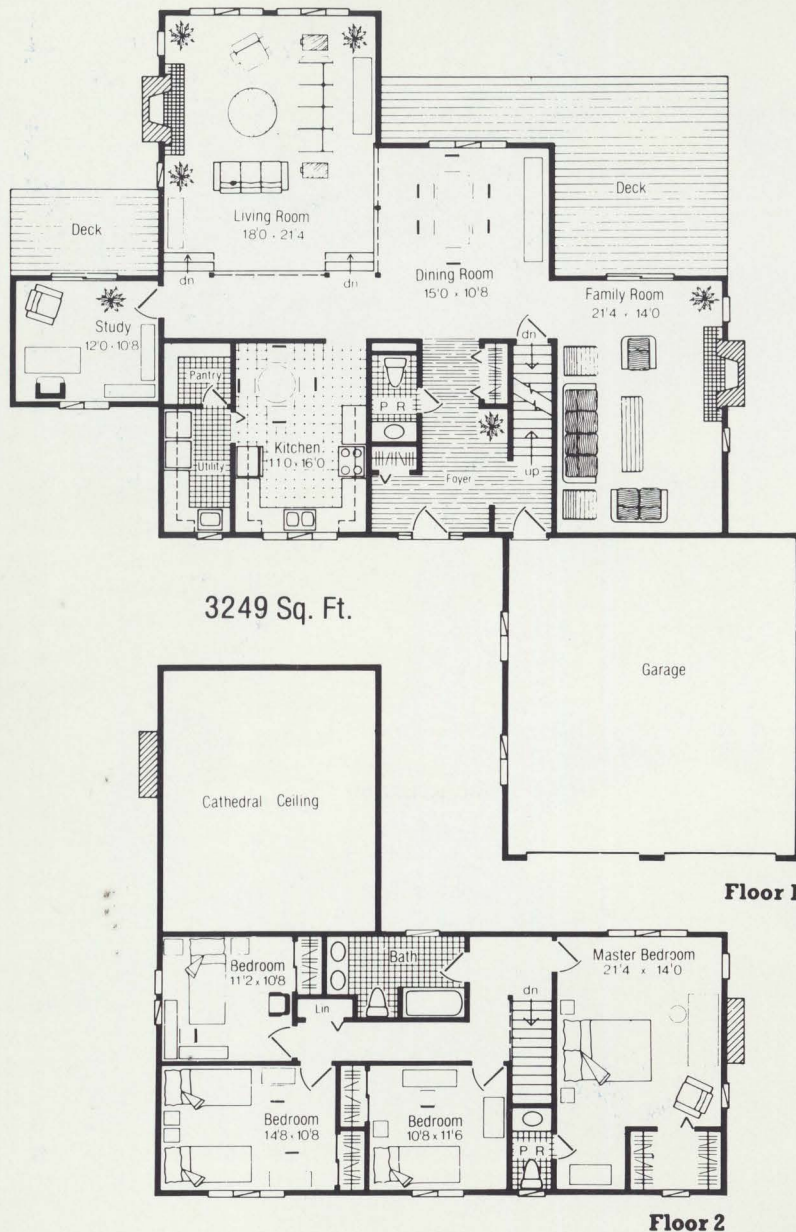 Living Room
18'0 × 21'4
Deck
dn
dn
Dining Room
15'0 × 10'8
Deck
Family Room
21'4 × 14'0
Study
12'0 × 10'8
dn
Pantry
P R
Kitchen
11'0 × 16'0
Utility
Foyer
up
3249 Sq. Ft.
Garage
Cathedral Ceiling
Floor 1
Bedroom
11'2 x 10'8
Bath
Master Bedroom
21'4 x 14'0
Lin
dn
Bedroom
14'8 × 10'8
Bedroom
10'8 x 11'6
P R
Floor 2